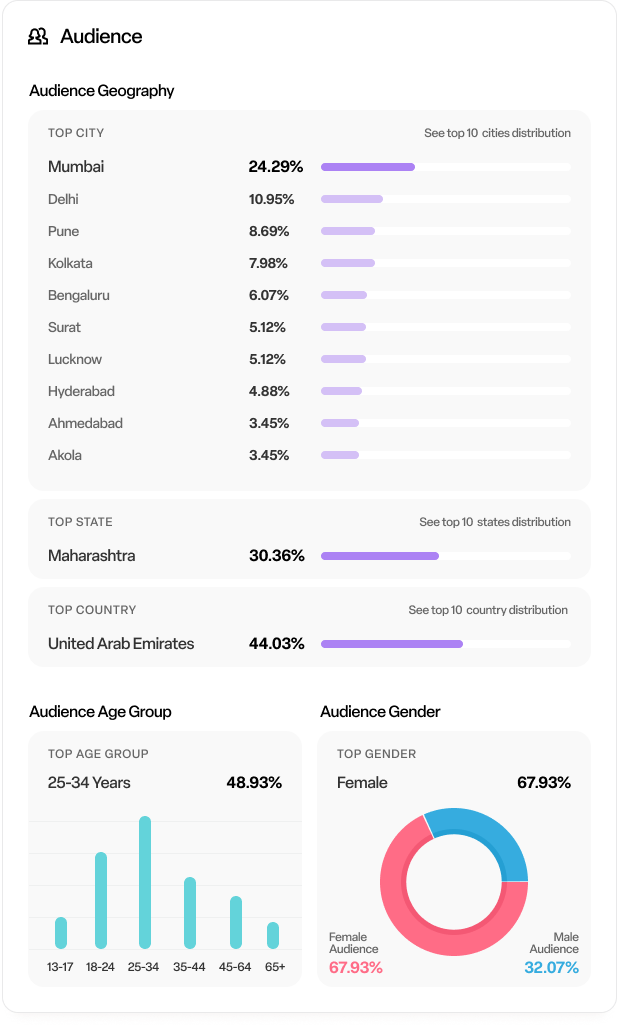 Audience
Audience Geography
TOP CITY See top 10 cities distribution
Mumbai 24.29%
Delhi 10.95%
Pune 8.69%
Kolkata 7.98%
Bengaluru 6.07%
Surat 5.12%
Lucknow 5.12%
Hyderabad 4.88%
Ahmedabad 3.45%
Akola 3.45%
TOP STATE See top 10 states distribution
Maharashtra 30.36%
TOP COUNTRY See top 10 country distribution
United Arab Emirates 44.03%
Audience Age Group
TOP AGE GROUP
25-34 Years 48.93%
13-17 18-24 25-34 35-44 45-64 65+
Audience Gender
TOP GENDER
Female 67.93%
Female
Audience
67.93%
Male
Audience
32.07%